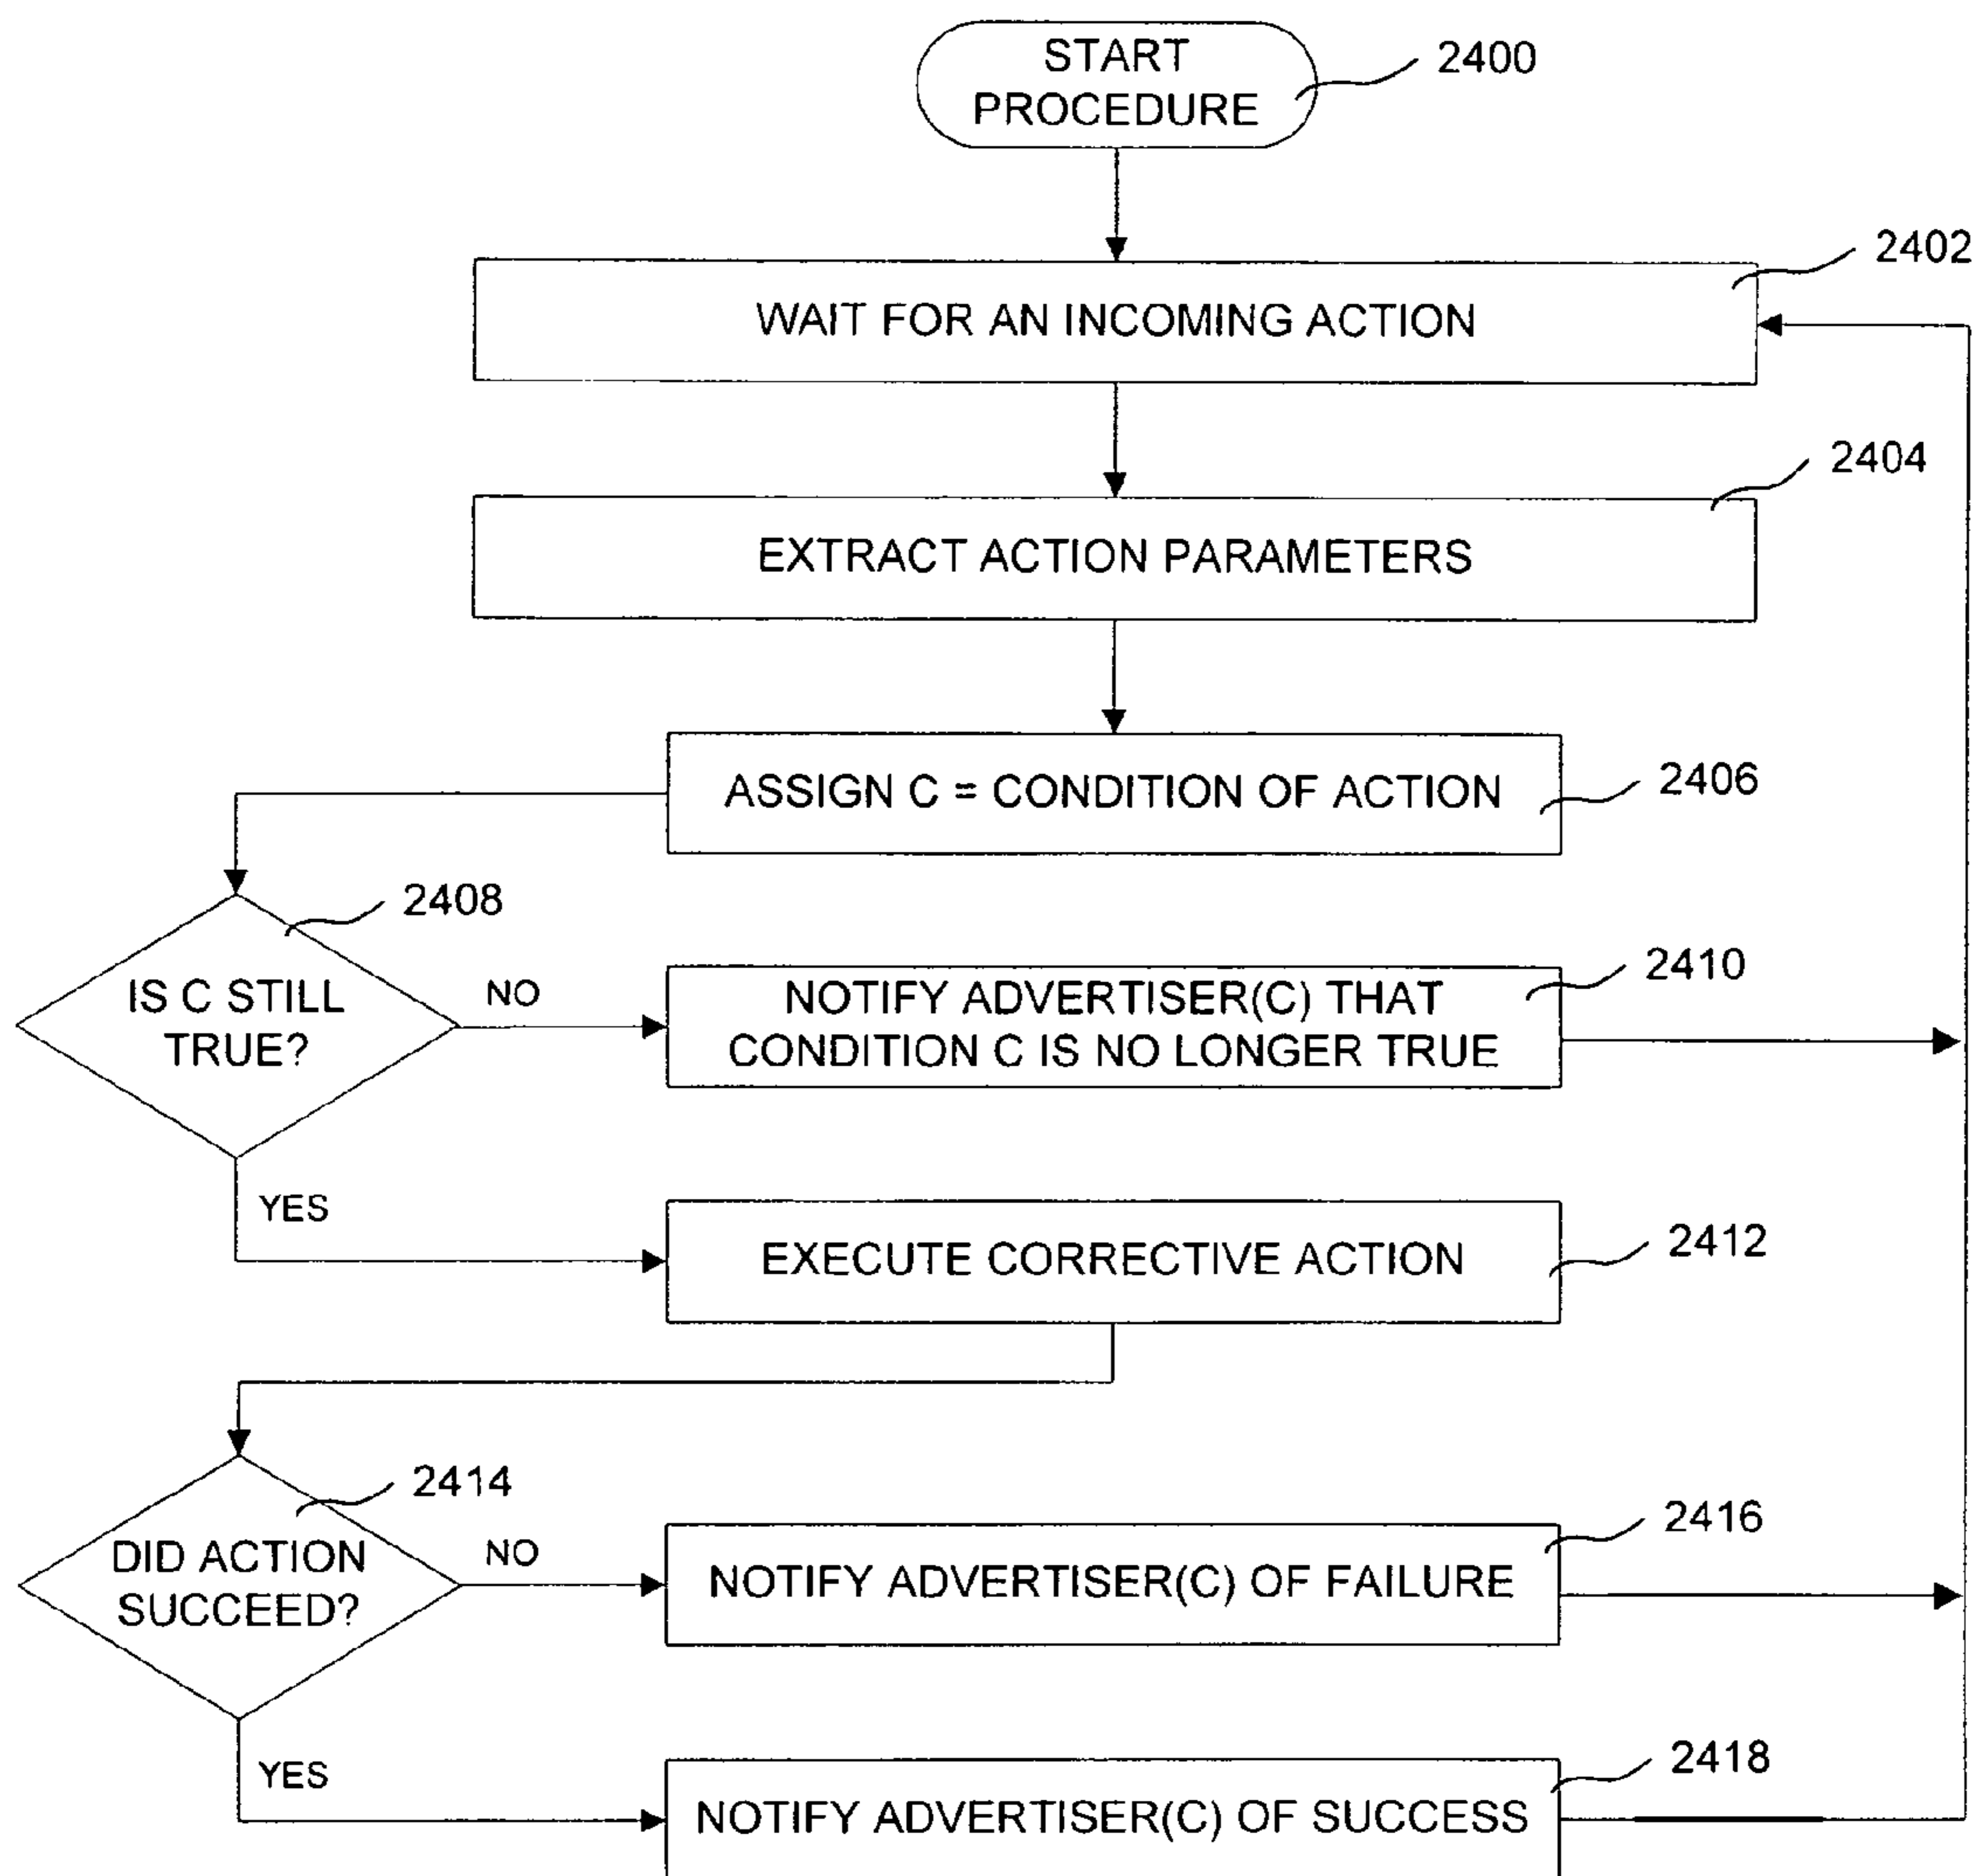 START
PROCEDURE
2400
2402
WAIT FOR AN INCOMING ACTION
2404
EXTRACT ACTION PARAMETERS
ASSIGN C = CONDITION OF ACTION
2406
2408
IS C STILL
TRUE?
NO
2410
NOTIFY ADVERTISER(C) THAT
CONDITION C IS NO LONGER TRUE
YES
EXECUTE CORRECTIVE ACTION
2412
2414
DID ACTION
SUCCEED?
NO
2416
NOTIFY ADVERTISER(C) OF FAILURE
YES
2418
NOTIFY ADVERTISER(C) OF SUCCESS